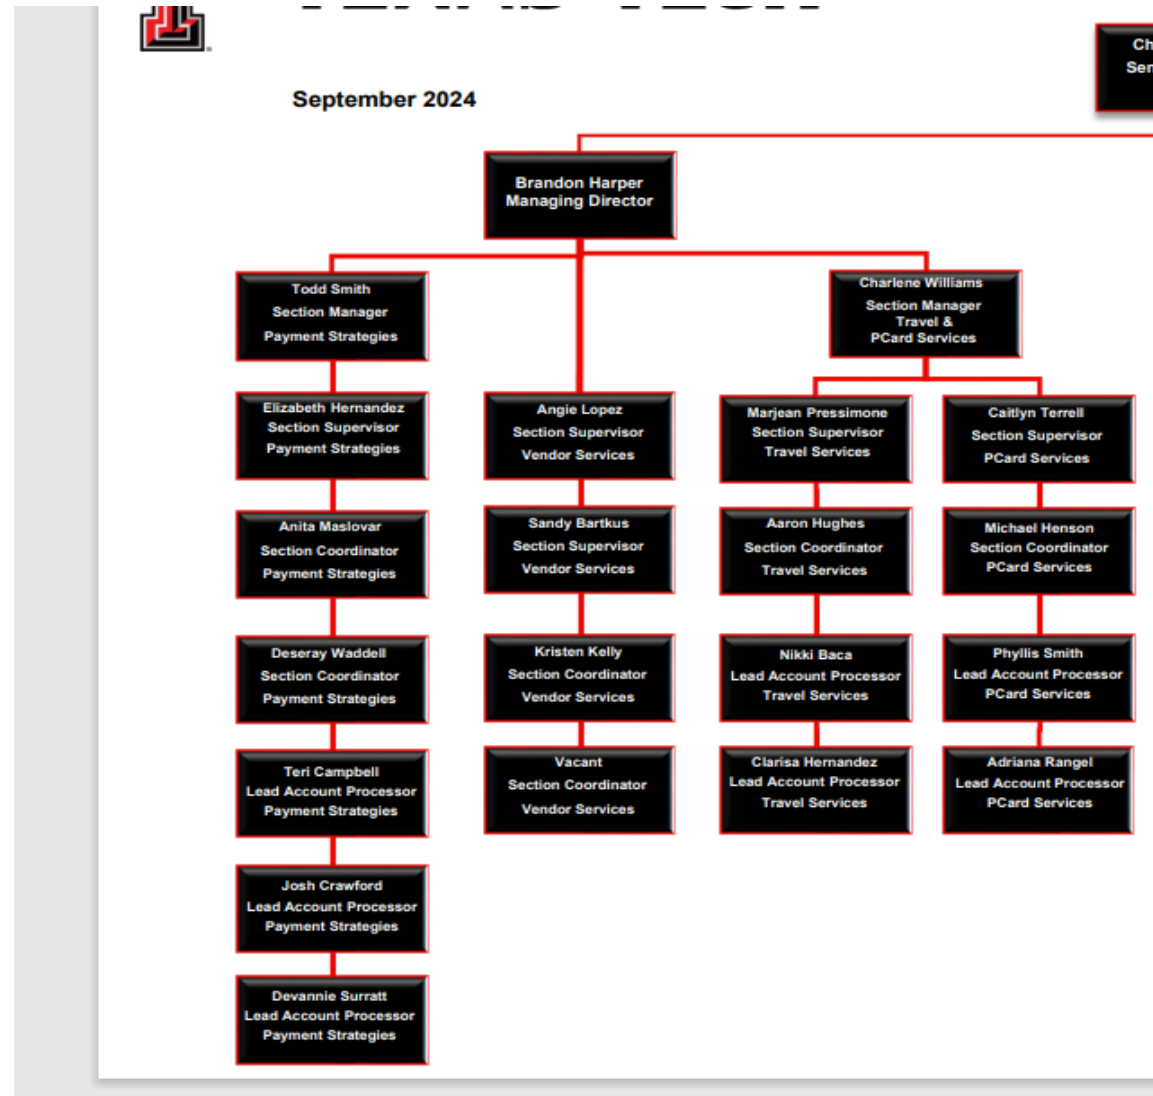 September 2024
Brandon Harper
Managing Director
Todd Smith
Section Manager
Payment Strategies
Charlene Williams
Section Manager
Travel &
PCard Services
Elizabeth Hernandez
Section Supervisor
Payment Strategies
Angie Lopez
Section Supervisor
Vendor Services
Marjean Pressimone
Section Supervisor
Travel Services
Caitlyn Terrell
Section Supervisor
PCard Services
Anita Maslovar
Section Coordinator
Payment Strategies
Sandy Bartkus
Section Supervisor
Vendor Services
Aaron Hughes
Section Coordinator
Travel Services
Michael Henson
Section Coordinator
PCard Services
Deseray Waddell
Section Coordinator
Payment Strategies
Kristen Kelly
Section Coordinator
Vendor Services
Nikki Baca
Lead Account Processor
Travel Services
Phyllis Smith
Lead Account Processor
PCard Services
Teri Campbell
Lead Account Processor
Payment Strategies
Vacant
Section Coordinator
Vendor Services
Clarisa Hernandez
Lead Account Processor
Travel Services
Adriana Rangel
Lead Account Processor
PCard Services
Josh Crawford
Lead Account Processor
Payment Strategies
Devannie Surratt
Lead Account Processor
Payment Strategies